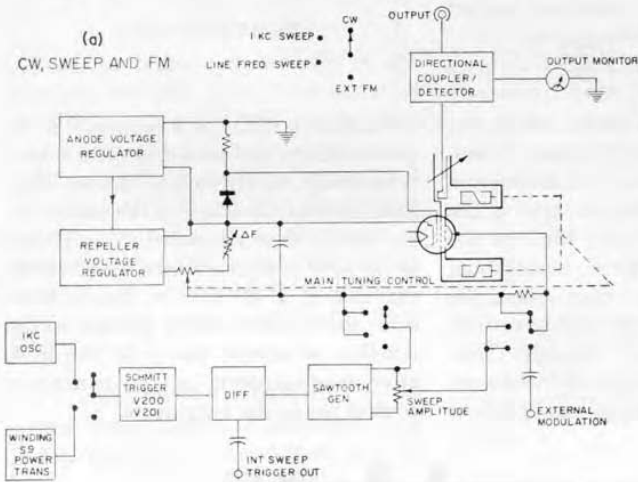 (a)
CW, SWEEP AND FM
CW
1 KC SWEEP
LINE FREQ SWEEP
EXT FM
OUTPUT
DIRECTIONAL
COUPLER/
DETECTOR
OUTPUT MONITOR
ANODE VOLTAGE
REGULATOR
REPELLER
VOLTAGE
REGULATOR
ΔF
MAIN TUNING CONTROL
1KC
OSC
SCHMITT
TRIGGER
V200
V201
DIFF
SAWTOOTH
GEN
SWEEP
AMPLITUDE
EXTERNAL
MODULATION
WINDING
S9
POWER
TRANS
INT SWEEP
TRIGGER OUT